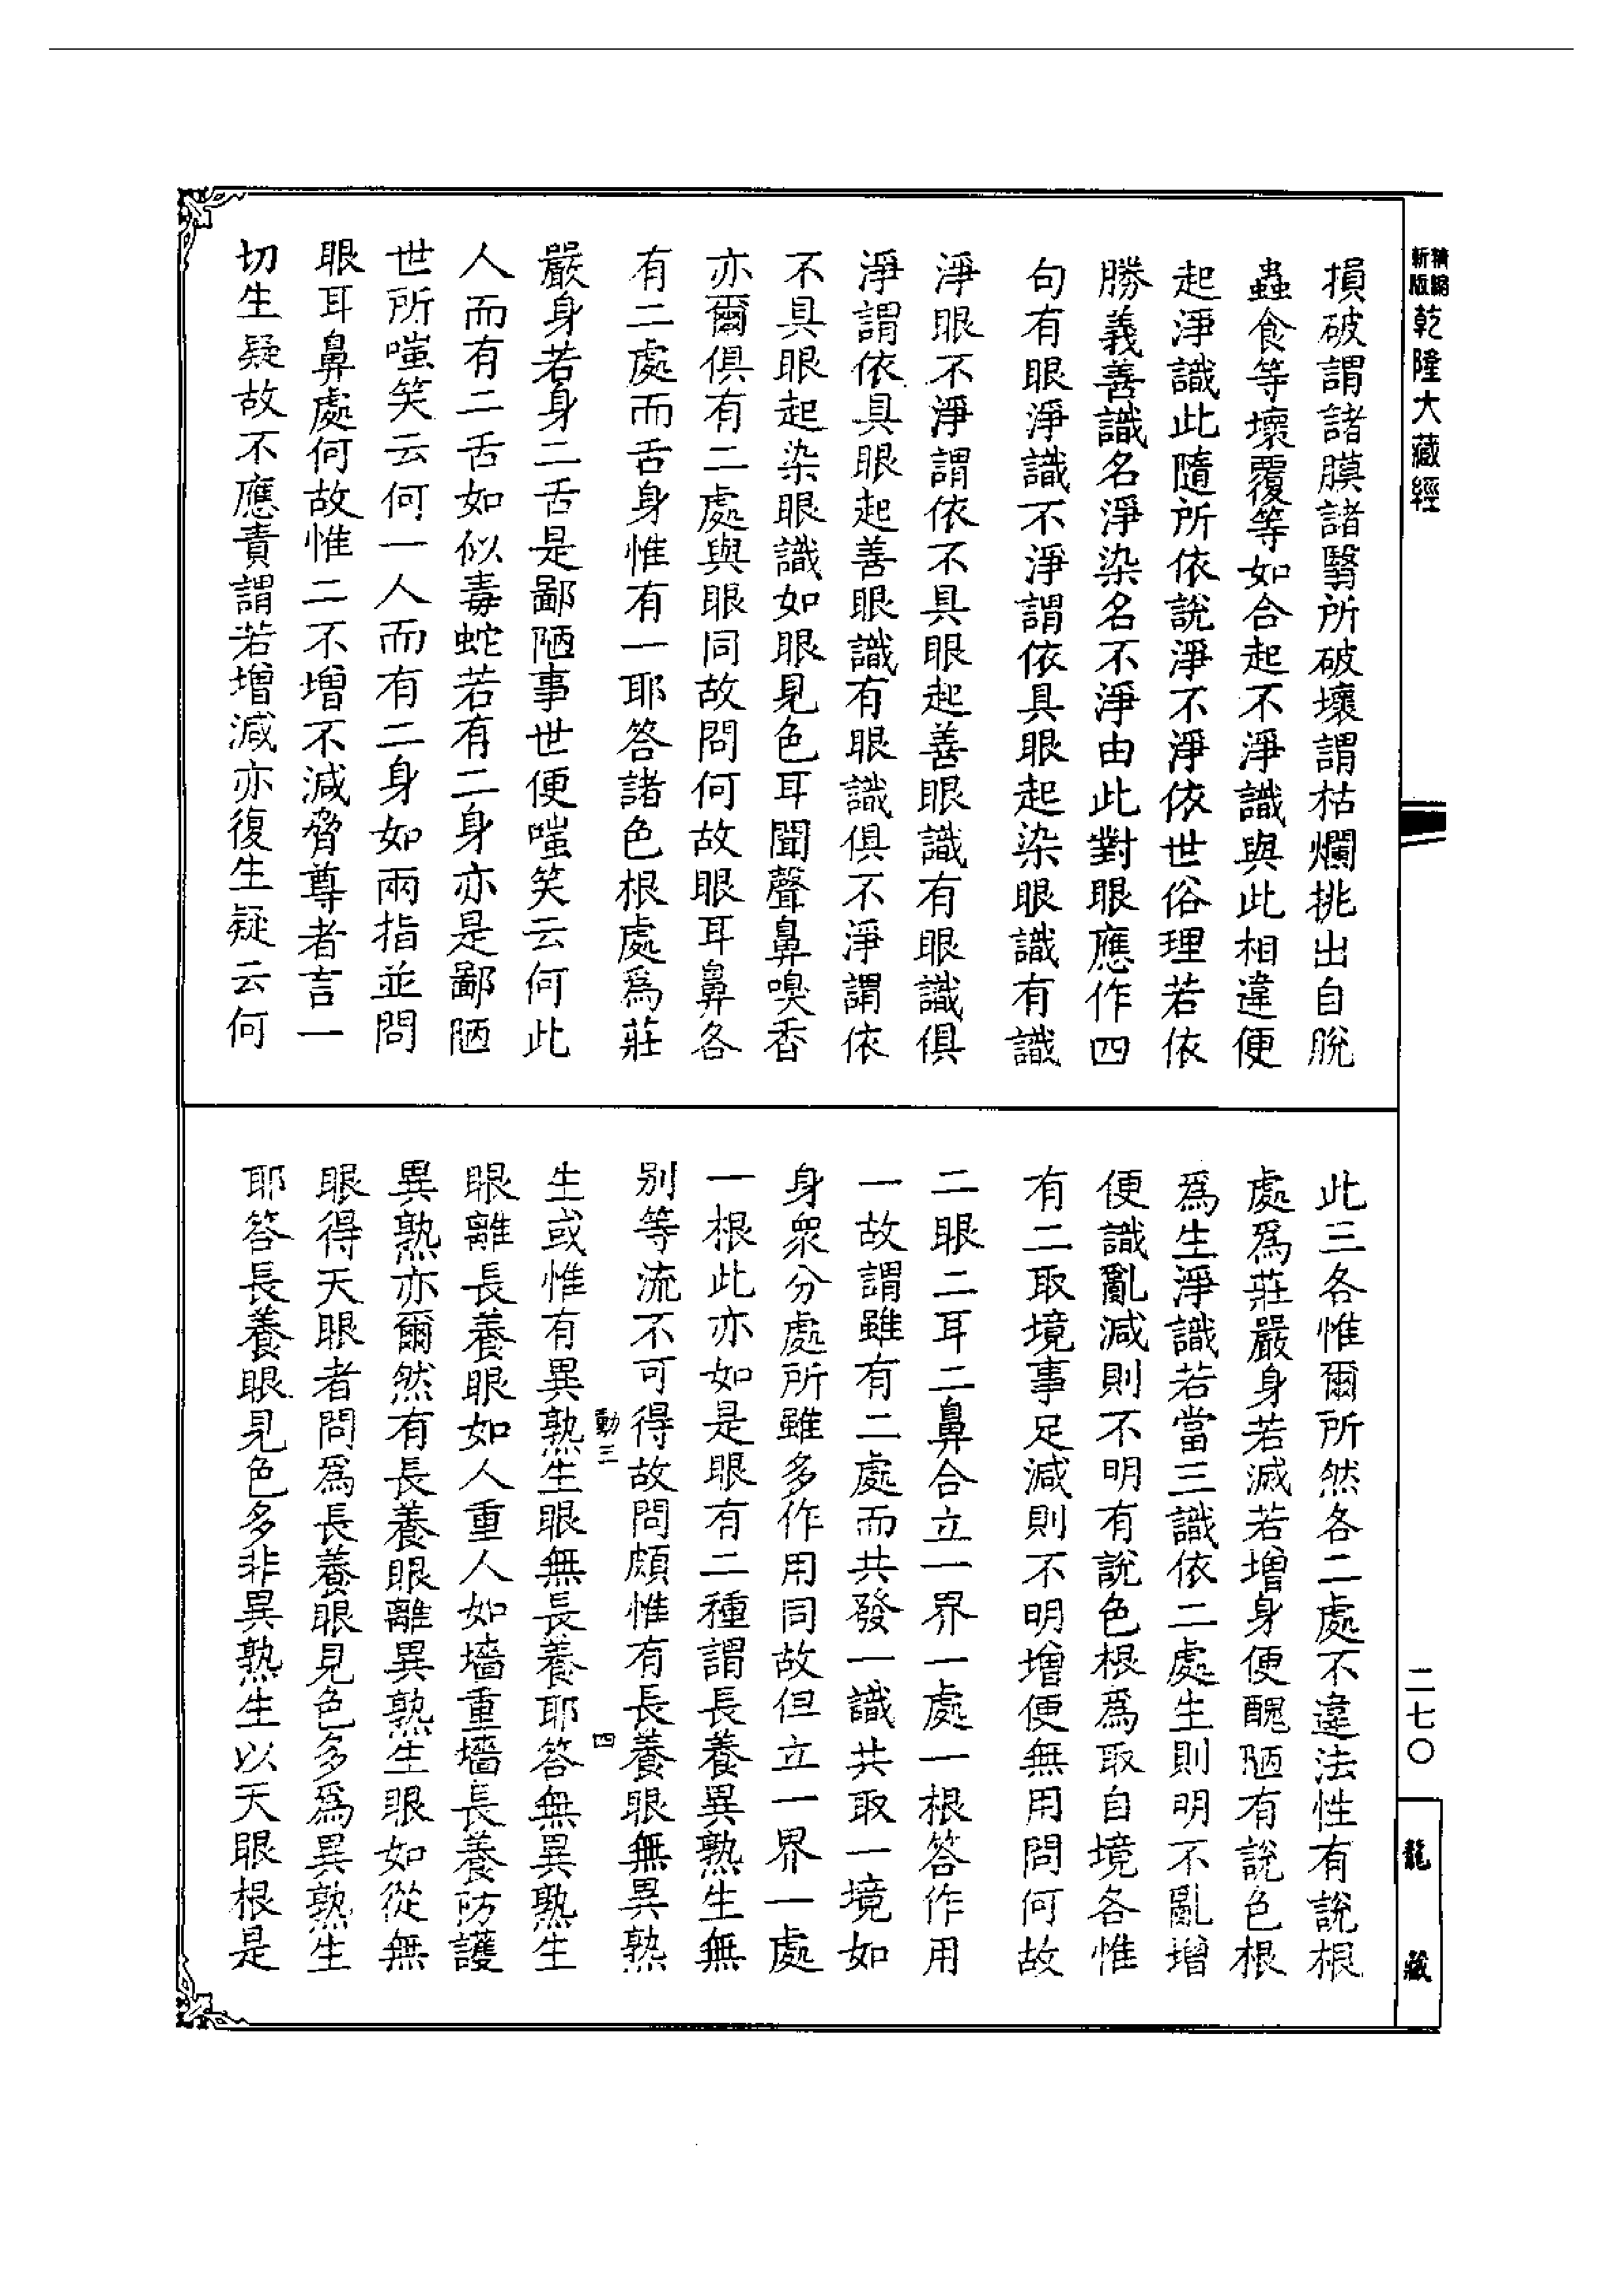 精縮新版乾隆大藏經
損破謂諸膜諸翳所破壞謂枯爛挑出自脫
蟲食等壞覆等如合起不淨識與此相違便
起淨識此隨所依說淨不淨依世俗理若依
勝義善識名淨染名不淨由此對眼應作四
句有眼淨識不淨謂依具眼起染眼識有識
淨眼不淨謂依不具眼起善眼識有眼識俱
淨謂依具眼起善眼識有眼識俱不淨謂依
不具眼起染眼識如眼見色耳聞聲鼻嗅香
亦爾俱有二處與眼同故問何故眼耳鼻各
有二處而舌身惟有一耶答諸色根處爲莊
嚴身若身二舌是鄙陋事世便嗤笑云何此
人而有二舌如似毒蛇若有二身亦是鄙陋
世所嗤笑云何一人而有二身如兩指並問
眼耳鼻處何故惟二不增不減脅尊者言一
切生疑故不應責謂若增減亦復生疑云何
此三各惟爾所然各二處不違法性有說根
處爲莊嚴身若減若增身便醜陋有說色根
爲生淨識若當三識依二處生則明不亂增
便識亂減則不明有說色根爲取自境各惟
有二取境事足減則不明增便無用問何故
二眼二耳二鼻合立一界一處一根答作用
一故謂雖有二處而共發一識共取一境如
身衆分處所雖多作用同故但立一界一處
一根此亦如是眼有二種謂長養異熟生無
別等流不可得故問頗惟有長養眼無異熟
動三 四
生或惟有異熟生眼無長養耶答無異熟生
眼離長養眼如人重人如墻重墻長養防護
異熟亦爾然有長養眼離異熟生眼如從無
眼得天眼者問爲長養眼見色多爲異熟生
耶答長養眼見色多非異熟生以天眼根是
二七〇
龍藏